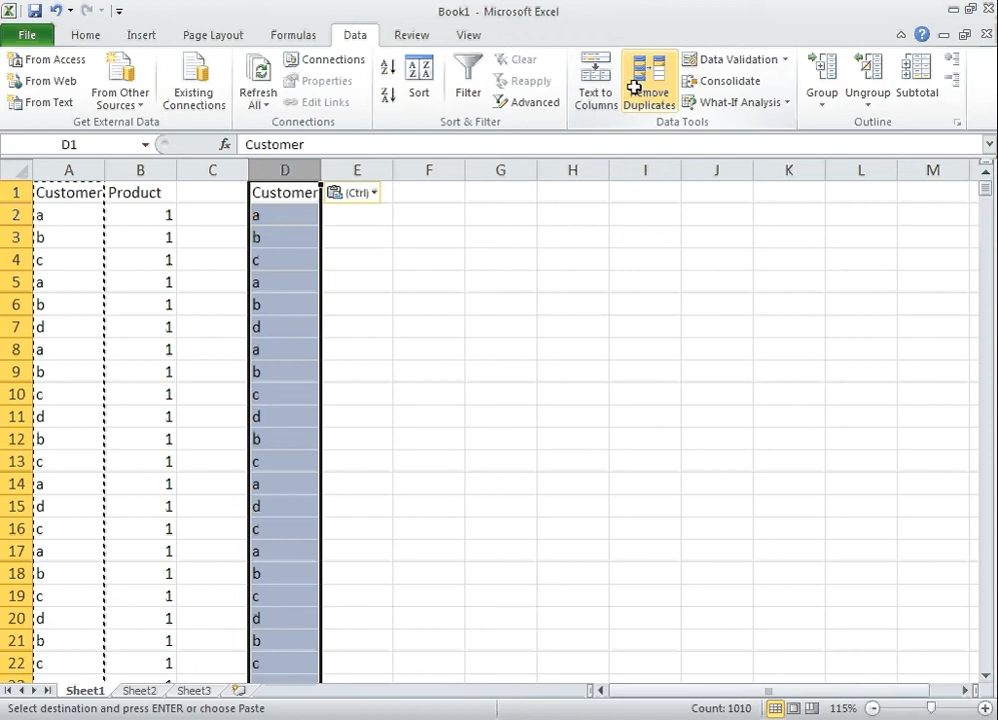 Book1 - Microsoft Excel
File Home Insert Page Layout Formulas Data Review View
From Access
From Web
From Text
From Other Sources
Existing Connections
Get External Data
Refresh All
Connections
Properties
Edit Links
Connections
Sort
Filter
Clear
Reapply
Advanced
Sort & Filter
Text to Columns
Remove Duplicates
Data Validation
Consolidate
What-If Analysis
Data Tools
Group
Ungroup
Subtotal
Outline
D1 fx Customer
A B C D E F G H I J K L M
1 Customer Product Customer (Ctrl)
2 a 1 a
3 b 1 b
4 c 1 c
5 a 1 a
6 b 1 b
7 d 1 d
8 a 1 a
9 b 1 b
10 c 1 c
11 d 1 d
12 b 1 b
13 c 1 c
14 a 1 a
15 d 1 d
16 c 1 c
17 a 1 a
18 b 1 b
19 c 1 c
20 d 1 d
21 b 1 b
22 c 1 c
Sheet1 Sheet2 Sheet3
Select destination and press ENTER or choose Paste Count: 1010 115%